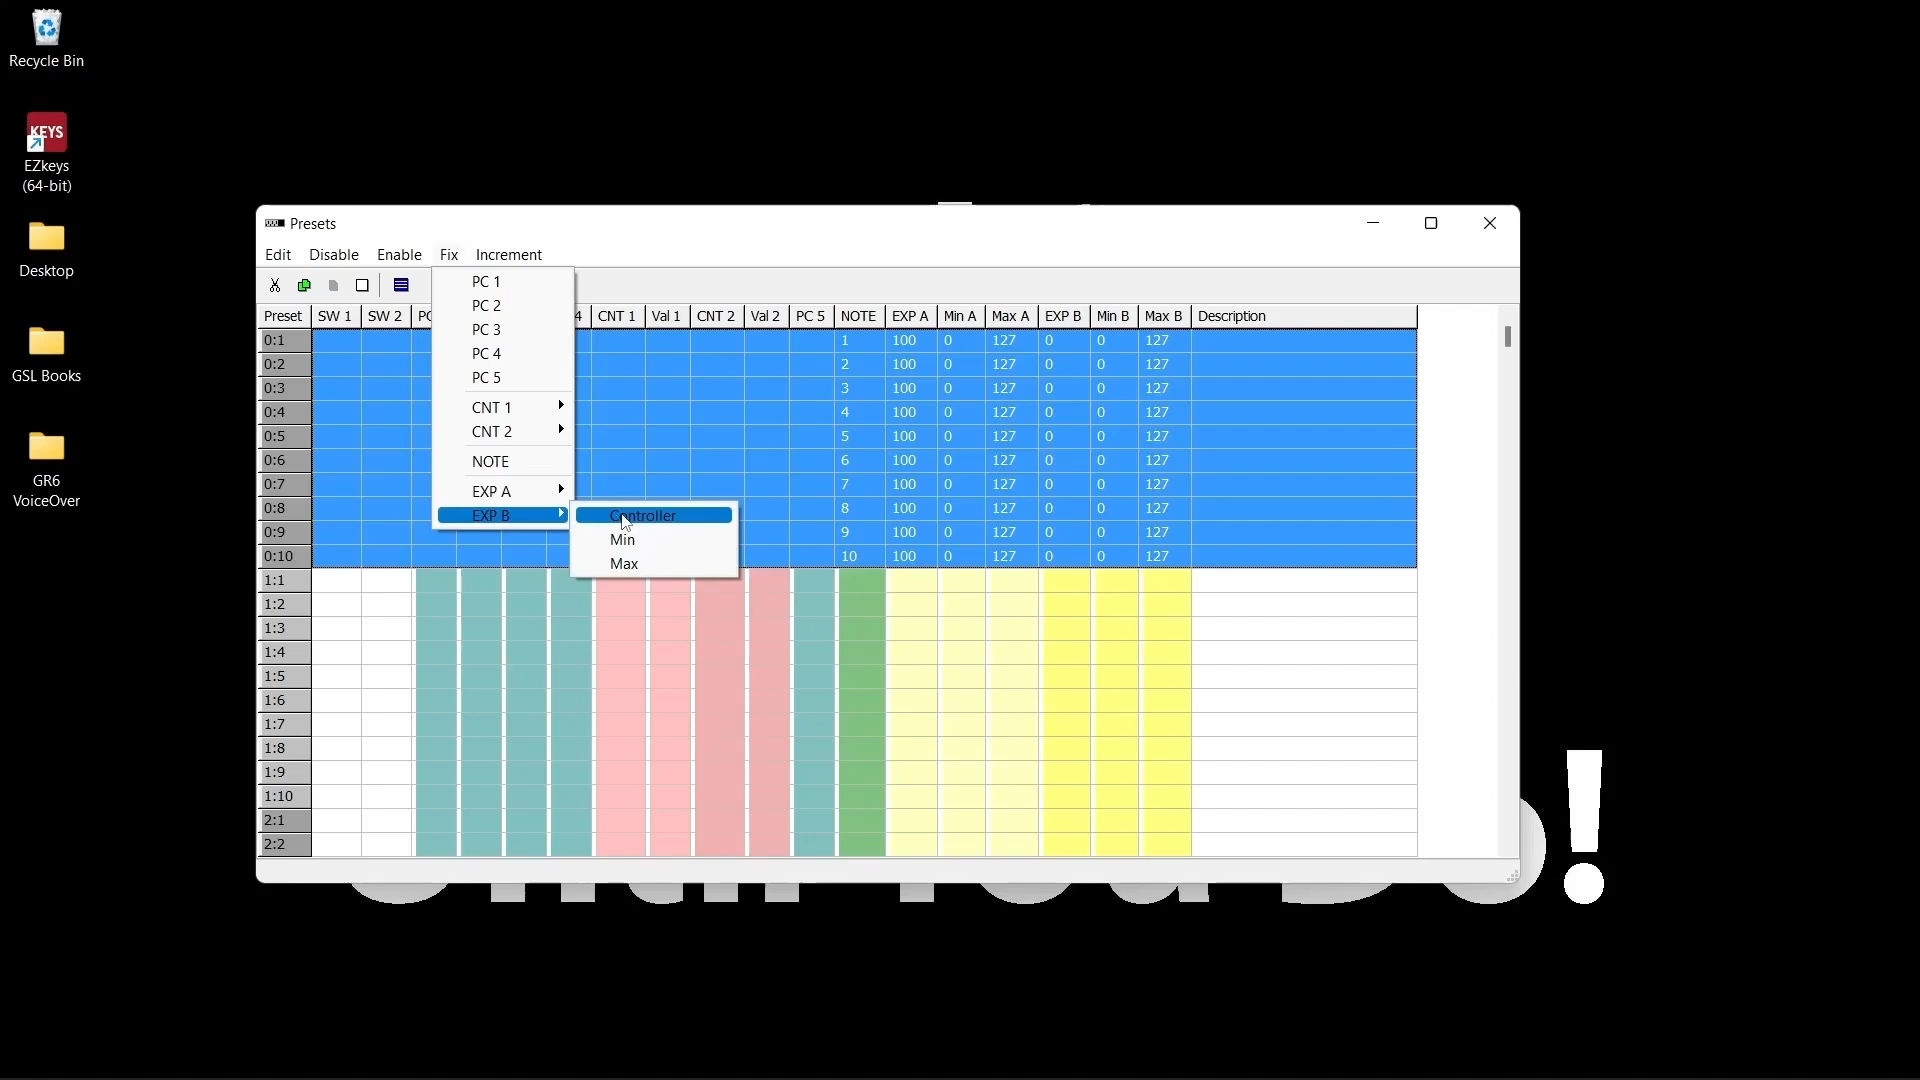 Recycle Bin
KEYS
EZkeys
(64-bit)
Desktop
GSL Books
GR6
VoiceOver
Presets
Edit Disable Enable Fix Increment
Preset SW 1 SW 2 PC 4 CNT 1 Val 1 CNT 2 Val 2 PC 5 NOTE EXP A Min A Max A EXP B Min B Max B Description
PC 1
PC 2
PC 3
PC 4
PC 5
CNT 1
CNT 2
NOTE
EXP A
EXP B
Controller
Min
Max
0:1 1 100 0 127 0 0 127
0:2 2 100 0 127 0 0 127
0:3 3 100 0 127 0 0 127
0:4 4 100 0 127 0 0 127
0:5 5 100 0 127 0 0 127
0:6 6 100 0 127 0 0 127
0:7 7 100 0 127 0 0 127
0:8 8 100 0 127 0 0 127
0:9 9 100 0 127 0 0 127
0:10 10 100 0 127 0 0 127
1:1
1:2
1:3
1:4
1:5
1:6
1:7
1:8
1:9
1:10
2:1
2:2
!